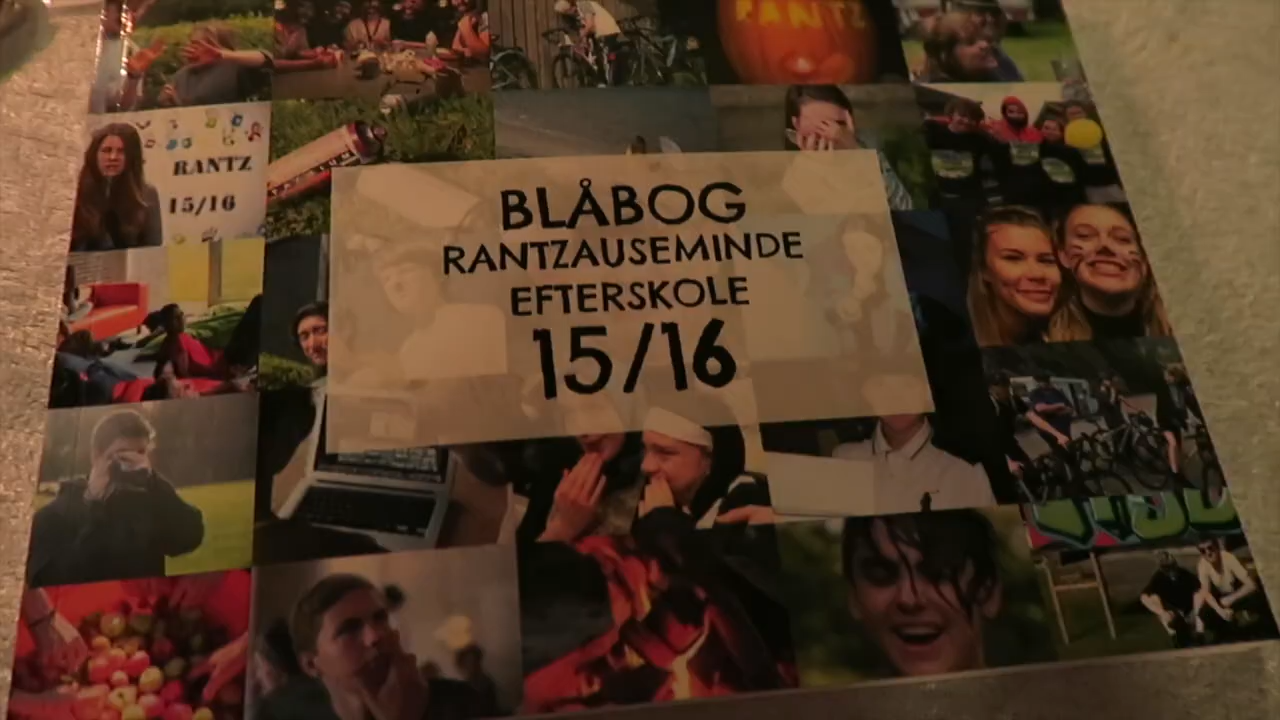 RANTZ
RANTZ
15/16
BLÅBOG
RANTZAUSEMINDE
EFTERSKOLE
15/16